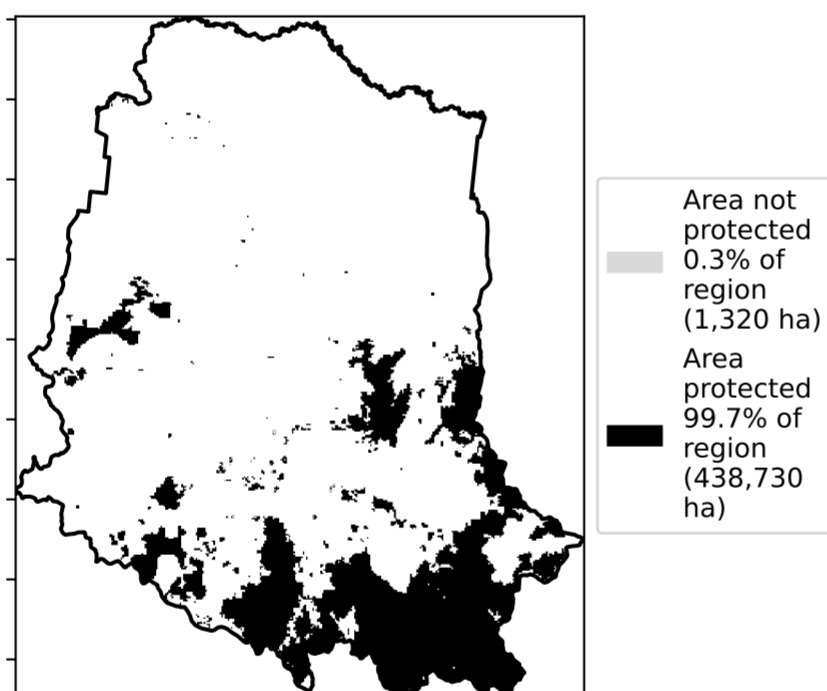 Area not
protected
0.3% of
region
(1,320 ha)
Area
protected
99.7% of
region
(438,730
ha)